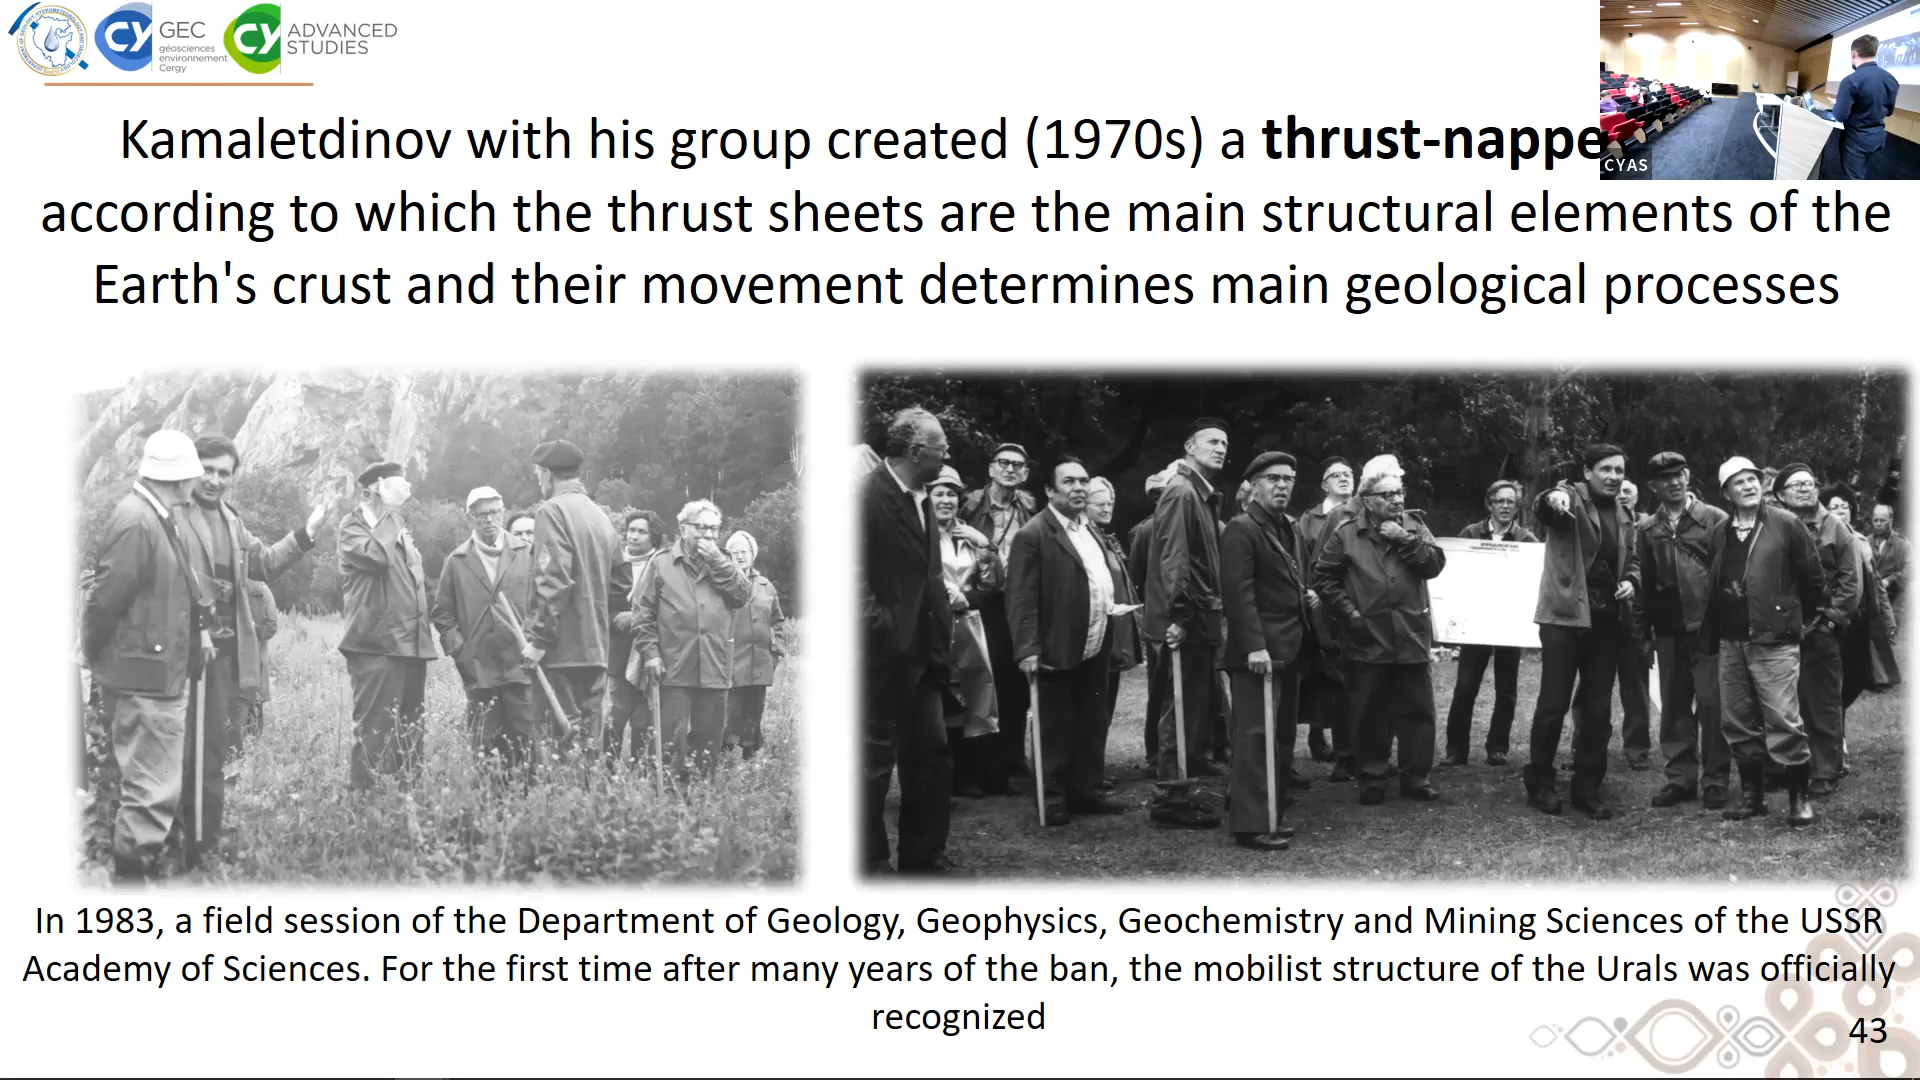 CY
GEC
géosciences
environnement
Cergy
CY
ADVANCED
STUDIES
Kamaletdinov with his group created (1970s) a thrust-nappe
CYAS
according to which the thrust sheets are the main structural elements of the
Earth's crust and their movement determines main geological processes
In 1983, a field session of the Department of Geology, Geophysics, Geochemistry and Mining Sciences of the USSR
Academy of Sciences. For the first time after many years of the ban, the mobilist structure of the Urals was officially
recognized
43